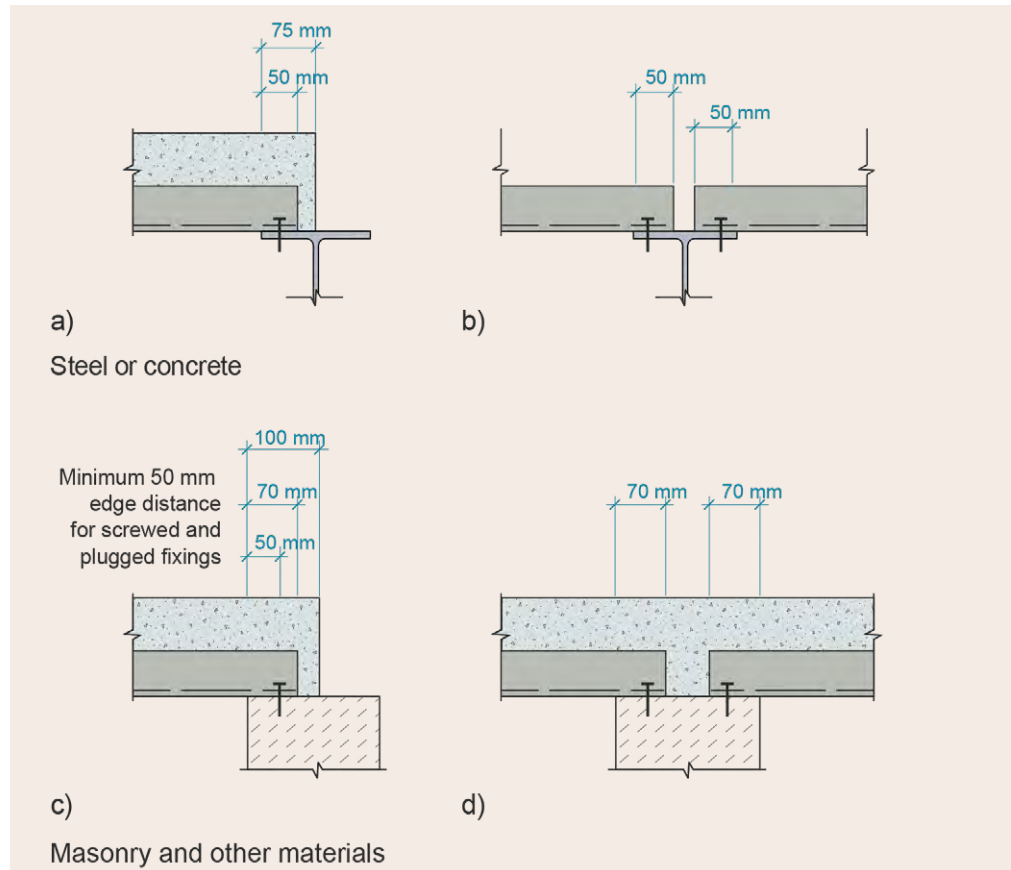 75 mm
50 mm
50 mm
50 mm
a)
b)
Steel or concrete
100 mm
Minimum 50 mm
edge distance
for screwed and
plugged fixings
70 mm
50 mm
70 mm
70 mm
c)
d)
Masonry and other materials